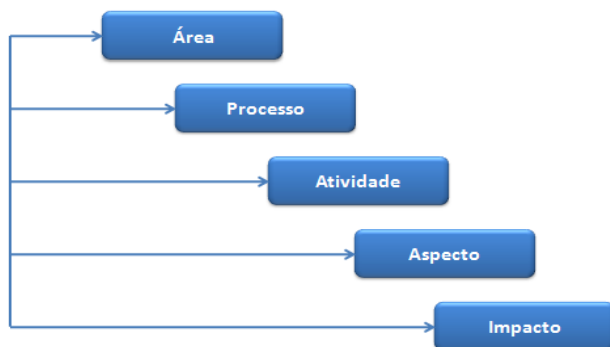 Área
Processo
Atividade
Aspecto
Impacto